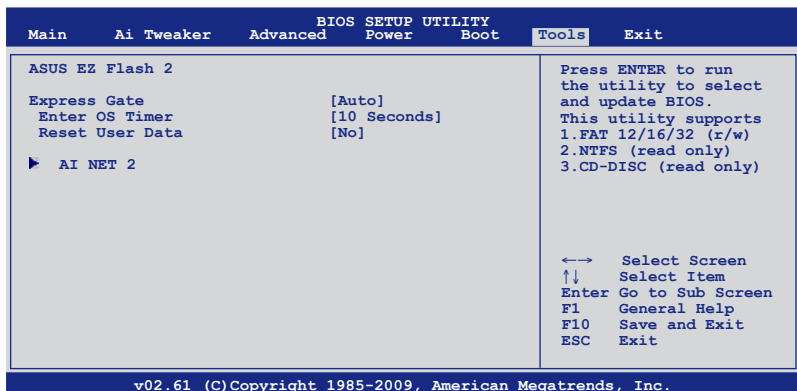 BIOS SETUP UTILITY
Main Ai Tweaker Advanced Power Boot Tools Exit
ASUS EZ Flash 2
Express Gate [Auto]
Enter OS Timer [10 Seconds]
Reset User Data [No]
AI NET 2
Press ENTER to run
the utility to select
and update BIOS.
This utility supports
1.FAT 12/16/32 (r/w)
2.NTFS (read only)
3.CD-DISC (read only)
←→ Select Screen
↑↓ Select Item
Enter Go to Sub Screen
F1 General Help
F10 Save and Exit
ESC Exit
v02.61 (C)Copyright 1985-2009, American Megatrends, Inc.